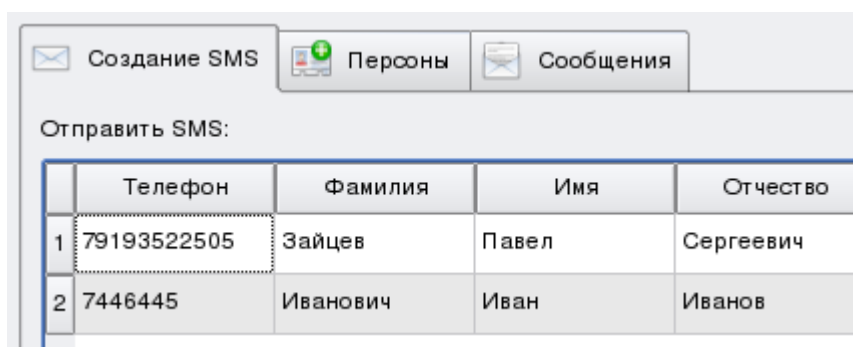 Создание SMS Персоны Сообщения
Отправить SMS:
Телефон Фамилия Имя Отчество
1 79193522505 Зайцев Павел Сергеевич
2 7446445 Иванович Иван Иванов